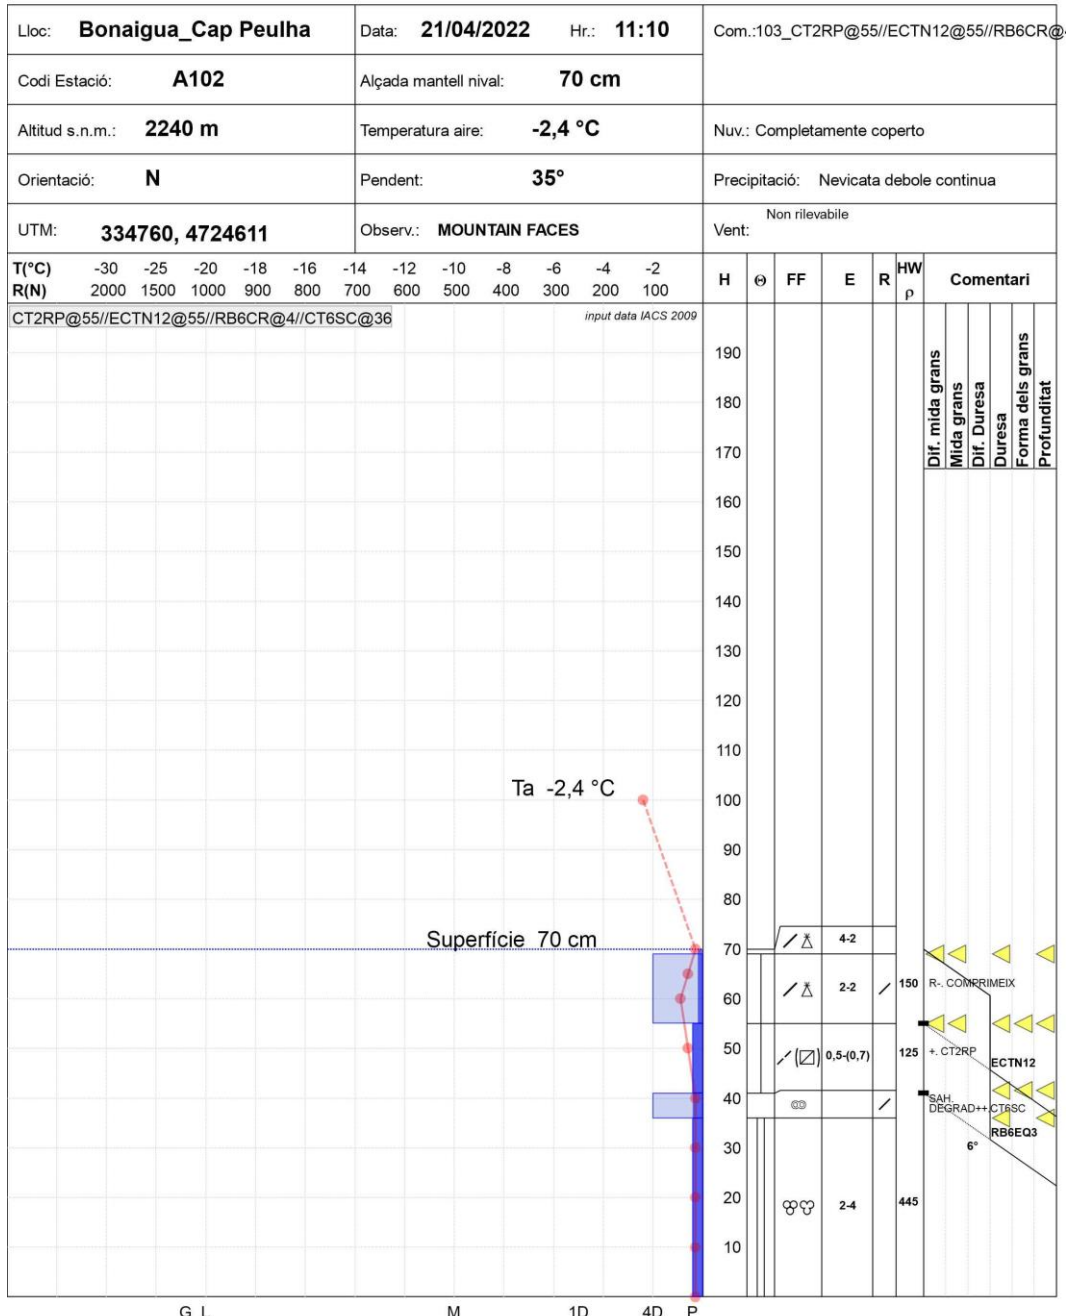 Lloc: Bonaigua_Cap Peulha
Data: 21/04/2022 Hr.: 11:10
Com.:103_CT2RP@55//ECTN12@55//RB6CR@4
Codi Estació: A102
Alçada mantell nival: 70 cm
Altitud s.n.m.: 2240 m
Temperatura aire: -2,4 °C
Nuv.: Completamente coperto
Orientació: N
Pendent: 35°
Precipitació: Nevicata debole continua
UTM: 334760, 4724611
Observ.: MOUNTAIN FACES
Vent: Non rilevabile
T(°C) -30 -25 -20 -18 -16 -14 -12 -10 -8 -6 -4 -2
R(N) 2000 1500 1000 900 800 700 600 500 400 300 200 100
H Θ FF E R HW ρ Comentari
CT2RP@55//ECTN12@55//RB6CR@4//CT6SC@36
input data IACS 2009
Dif. mida grans
Mida grans
Dif. Duresa
Duresa
Forma dels grans
Profunditat
190
180
170
160
150
140
130
120
110
Ta -2,4 °C
100
90
80
Superfície 70 cm
70
4-2
60
2-2
150
R-. COMPRIMEIX
50
0,5-(0,7)
125
+. CT2RP
ECTN12
40
SAH.
DEGRAD++.CT6SC
RB6EQ3
30
6°
20
2-4
445
10
G L M 1D 4D P